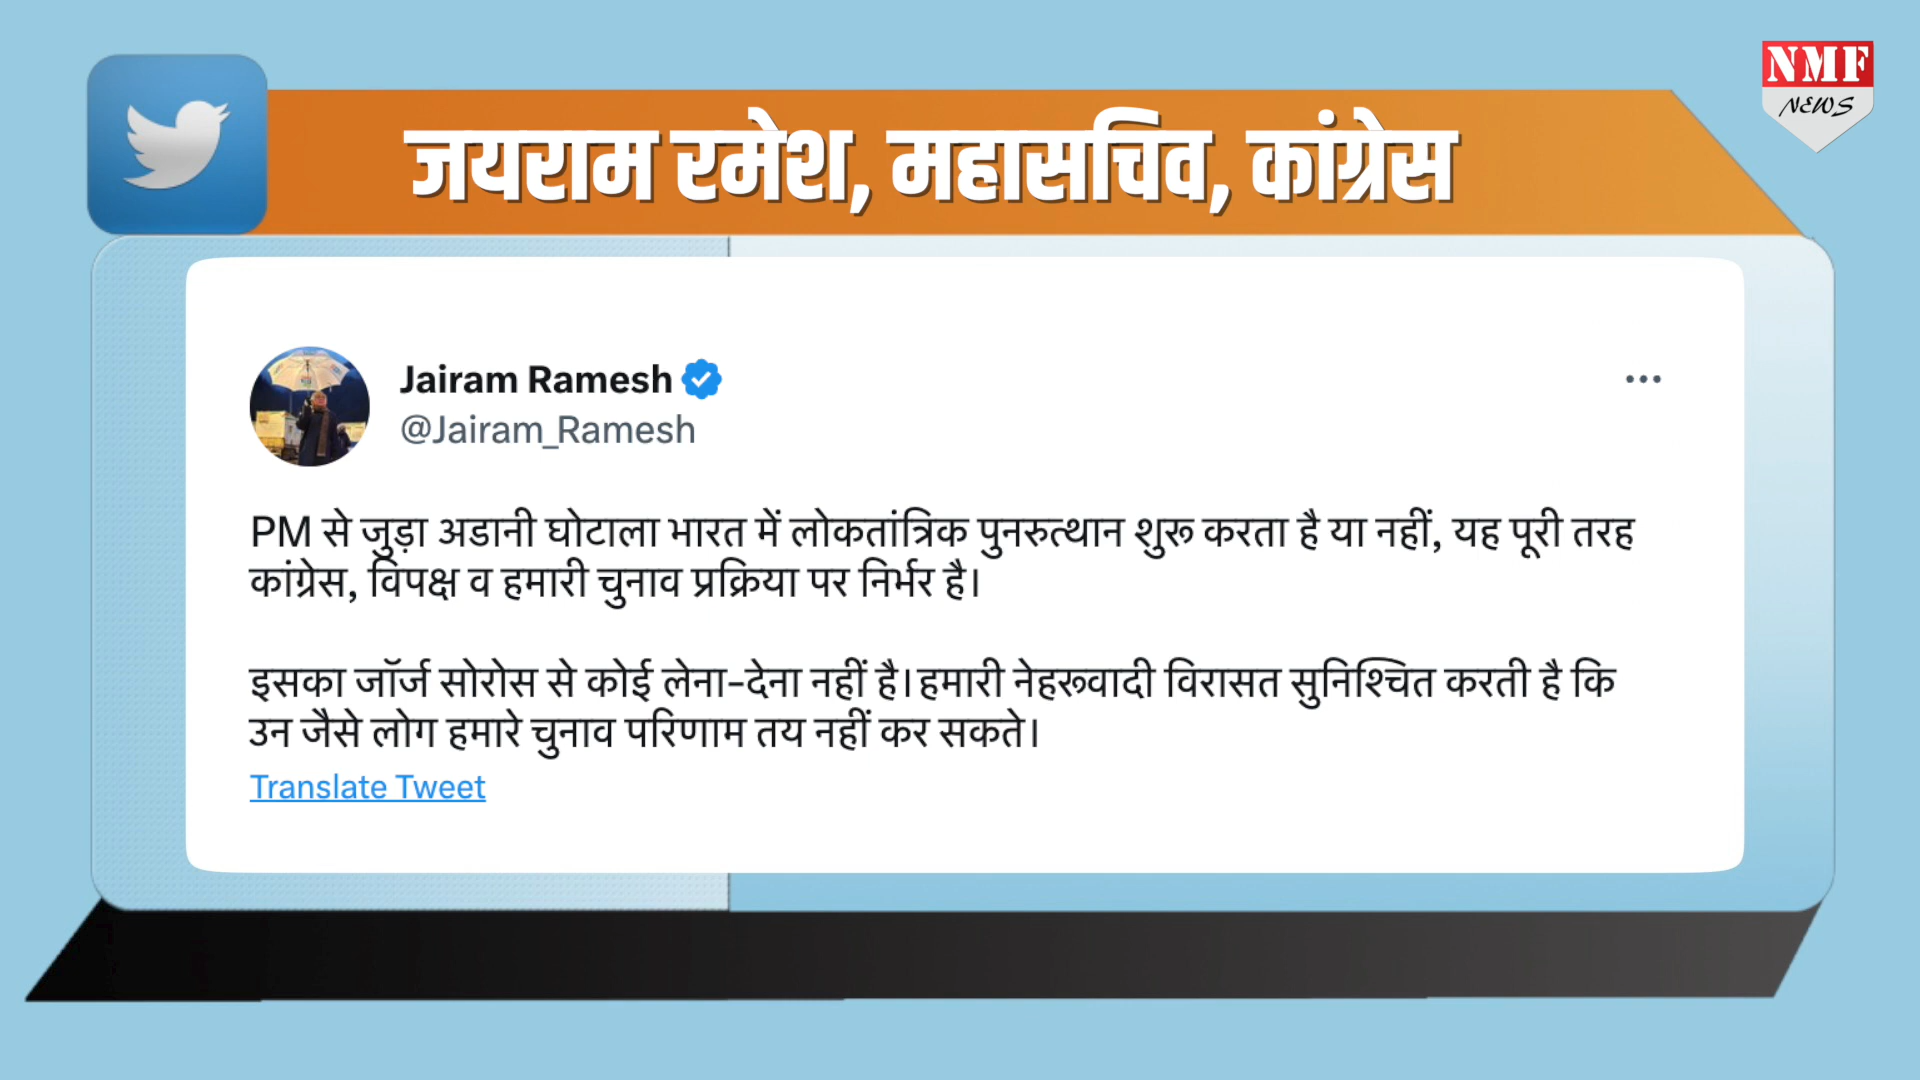 NMF
NEWS
जयराम रमेश, महासचिव, कांग्रेस
Jairam Ramesh
@Jairam_Ramesh
PM से जुड़ा अडानी घोटाला भारत में लोकतांत्रिक पुनरुत्थान शुरू करता है या नहीं, यह पूरी तरह
कांग्रेस, विपक्ष व हमारी चुनाव प्रक्रिया पर निर्भर है।
इसका जॉर्ज सोरोस से कोई लेना-देना नहीं है। हमारी नेहरूवादी विरासत सुनिश्चित करती है कि
उन जैसे लोग हमारे चुनाव परिणाम तय नहीं कर सकते।
Translate Tweet